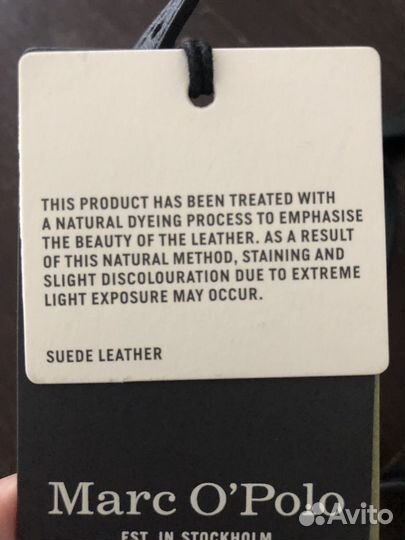 THIS PRODUCT HAS BEEN TREATED WITH
A NATURAL DYEING PROCESS TO EMPHASISE
THE BEAUTY OF THE LEATHER. AS A RESULT
OF THIS NATURAL METHOD, STAINING AND
SLIGHT DISCOLOURATION DUE TO EXTREME
LIGHT EXPOSURE MAY OCCUR.
SUEDE LEATHER
Marc O'Polo
EST. IN STOCKHOLM
Avito